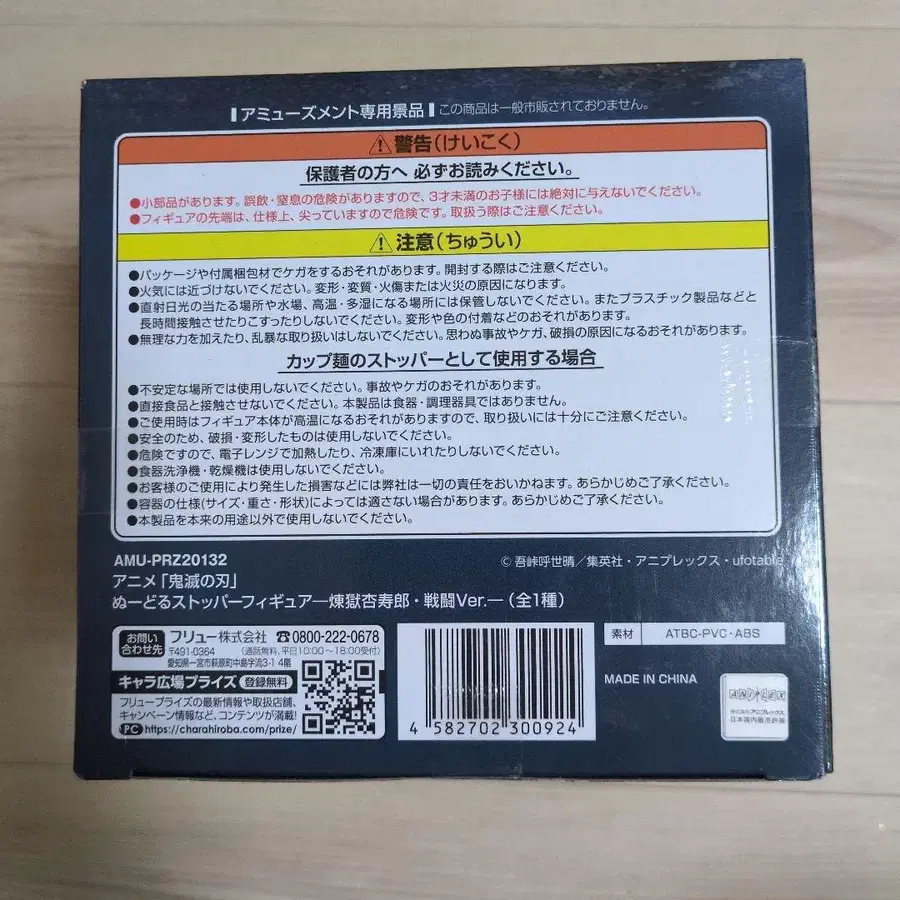 アミューズメント専用景品 この商品は一般市販されておりません。
⚠警告(けいこく)
保護者の方へ 必ずお読みください。
●小部品があります。誤飲・窒息の危険がありますので、3才未満のお子様には絶対に与えないでください。
●フィギュアの先端は、仕様上、尖っていますので危険です。取扱う際はご注意ください。
⚠注意(ちゅうい)
●パッケージや付属梱包材でケガをするおそれがあります。開封する際はご注意ください。
●火気には近づけないでください。変形・変質・火傷または火災の原因になります。
●直射日光の当たる場所や水場、高温・多湿になる場所には保管しないでください。またプラスチック製品などと
長時間接触させたりこすったりしないでください。変形や色の付着などのおそれがあります。
●無理な力を加えたり、乱暴な取り扱いはしないでください。思わぬ事故やケガ、破損の原因になるおそれがあります。
カップ麺のストッパーとして使用する場合
●不安定な場所では使用しないでください。事故やケガのおそれがあります。
●直接食品と接触させないでください。本製品は食器・調理器具ではありません。
●ご使用時はフィギュア本体が高温になるおそれがありますので、取り扱いには十分にご注意ください。
●安全のため、破損・変形したものは使用しないでください。
●危険ですので、電子レンジで加熱したり、冷凍庫にいれたりしないでください。
●食器洗浄機・乾燥機は使用しないでください。
●お客様のご使用により発生した損害などには弊社は一切の責任をおいかねます。あらかじめご了承ください。
●容器の仕様(サイズ・重さ・形状)によっては適さない場合があります。あらかじめご了承ください。
●本製品を本来の用途以外で使用しないでください。
AMU-PRZ20132
© 吾峠呼世晴／集英社・アニプレックス・ufotable
アニメ「鬼滅の刃」
ぬーどるストッパーフィギュア―煉獄杏寿郎・戦闘Ver.―(全1種)
お問い合わせ先 フリュー株式会社 ☎0800-222-0678
〒491-0364 (通話無料、平日10:00〜18:00受付)
愛知県一宮市萩原町中島字流3-1 4階
キャラ広場プライズ 登録無料
フリュープライズの最新情報や取扱店舗、
キャンペーン情報など、コンテンツが満載!
PC https://charahiroba.com/prize/
4 582702 300924
素材 ATBC-PVC・ABS
MADE IN CHINA
ANIPLEX
株式会社アニプレックス
日本国内販売許諾